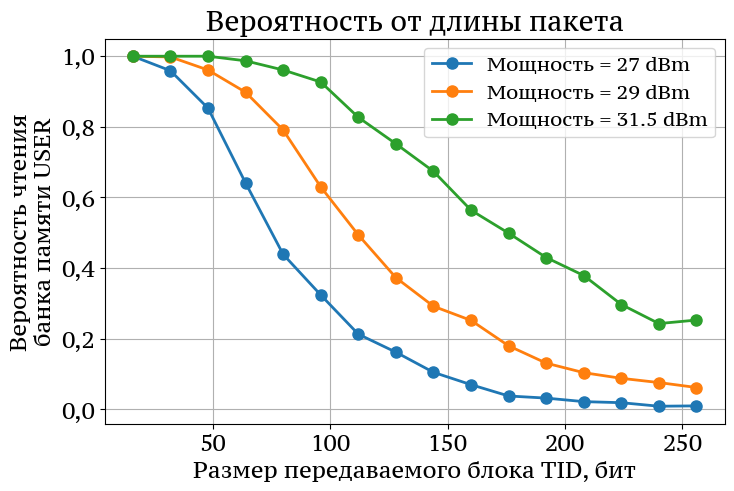 Вероятность от длины пакета
Мощность = 27 dBm
Мощность = 29 dBm
Мощность = 31.5 dBm
Вероятность чтения
банка памяти USER
1,0
0,8
0,6
0,4
0,2
0,0
50 100 150 200 250
Размер передаваемого блока TID, бит